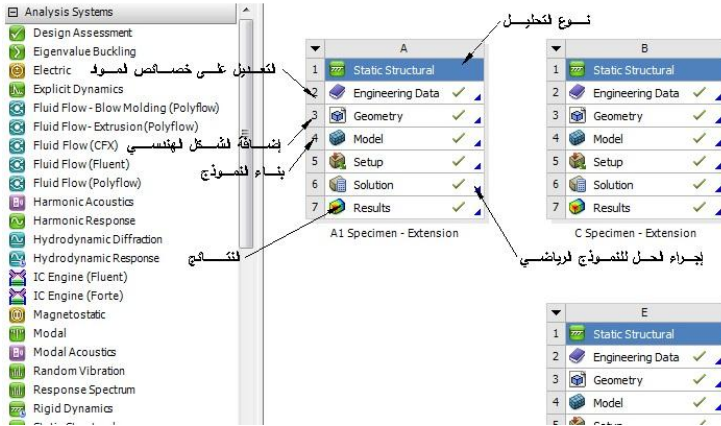 Analysis Systems
Design Assessment
Eigenvalue Buckling
Electric
Explicit Dynamics
Fluid Flow - Blow Molding (Polyflow)
Fluid Flow - Extrusion (Polyflow)
Fluid Flow (CFX)
Fluid Flow (Fluent)
Fluid Flow (Polyflow)
Harmonic Acoustics
Harmonic Response
Hydrodynamic Diffraction
Hydrodynamic Response
IC Engine (Fluent)
IC Engine (Forte)
Magnetostatic
Modal
Modal Acoustics
Random Vibration
Response Spectrum
Rigid Dynamics
نوع التحليل
التعديل على خصائص المواد
إضافة الشكل الهندسي
بناء النموذج
النتائج
إجراء الحل للنموذج الرياضي
A
1 Static Structural
2 Engineering Data
3 Geometry
4 Model
5 Setup
6 Solution
7 Results
A1 Specimen - Extension
B
1 Static Structural
2 Engineering Data
3 Geometry
4 Model
5 Setup
6 Solution
7 Results
C Specimen - Extension
E
1 Static Structural
2 Engineering Data
3 Geometry
4 Model
5 Setup